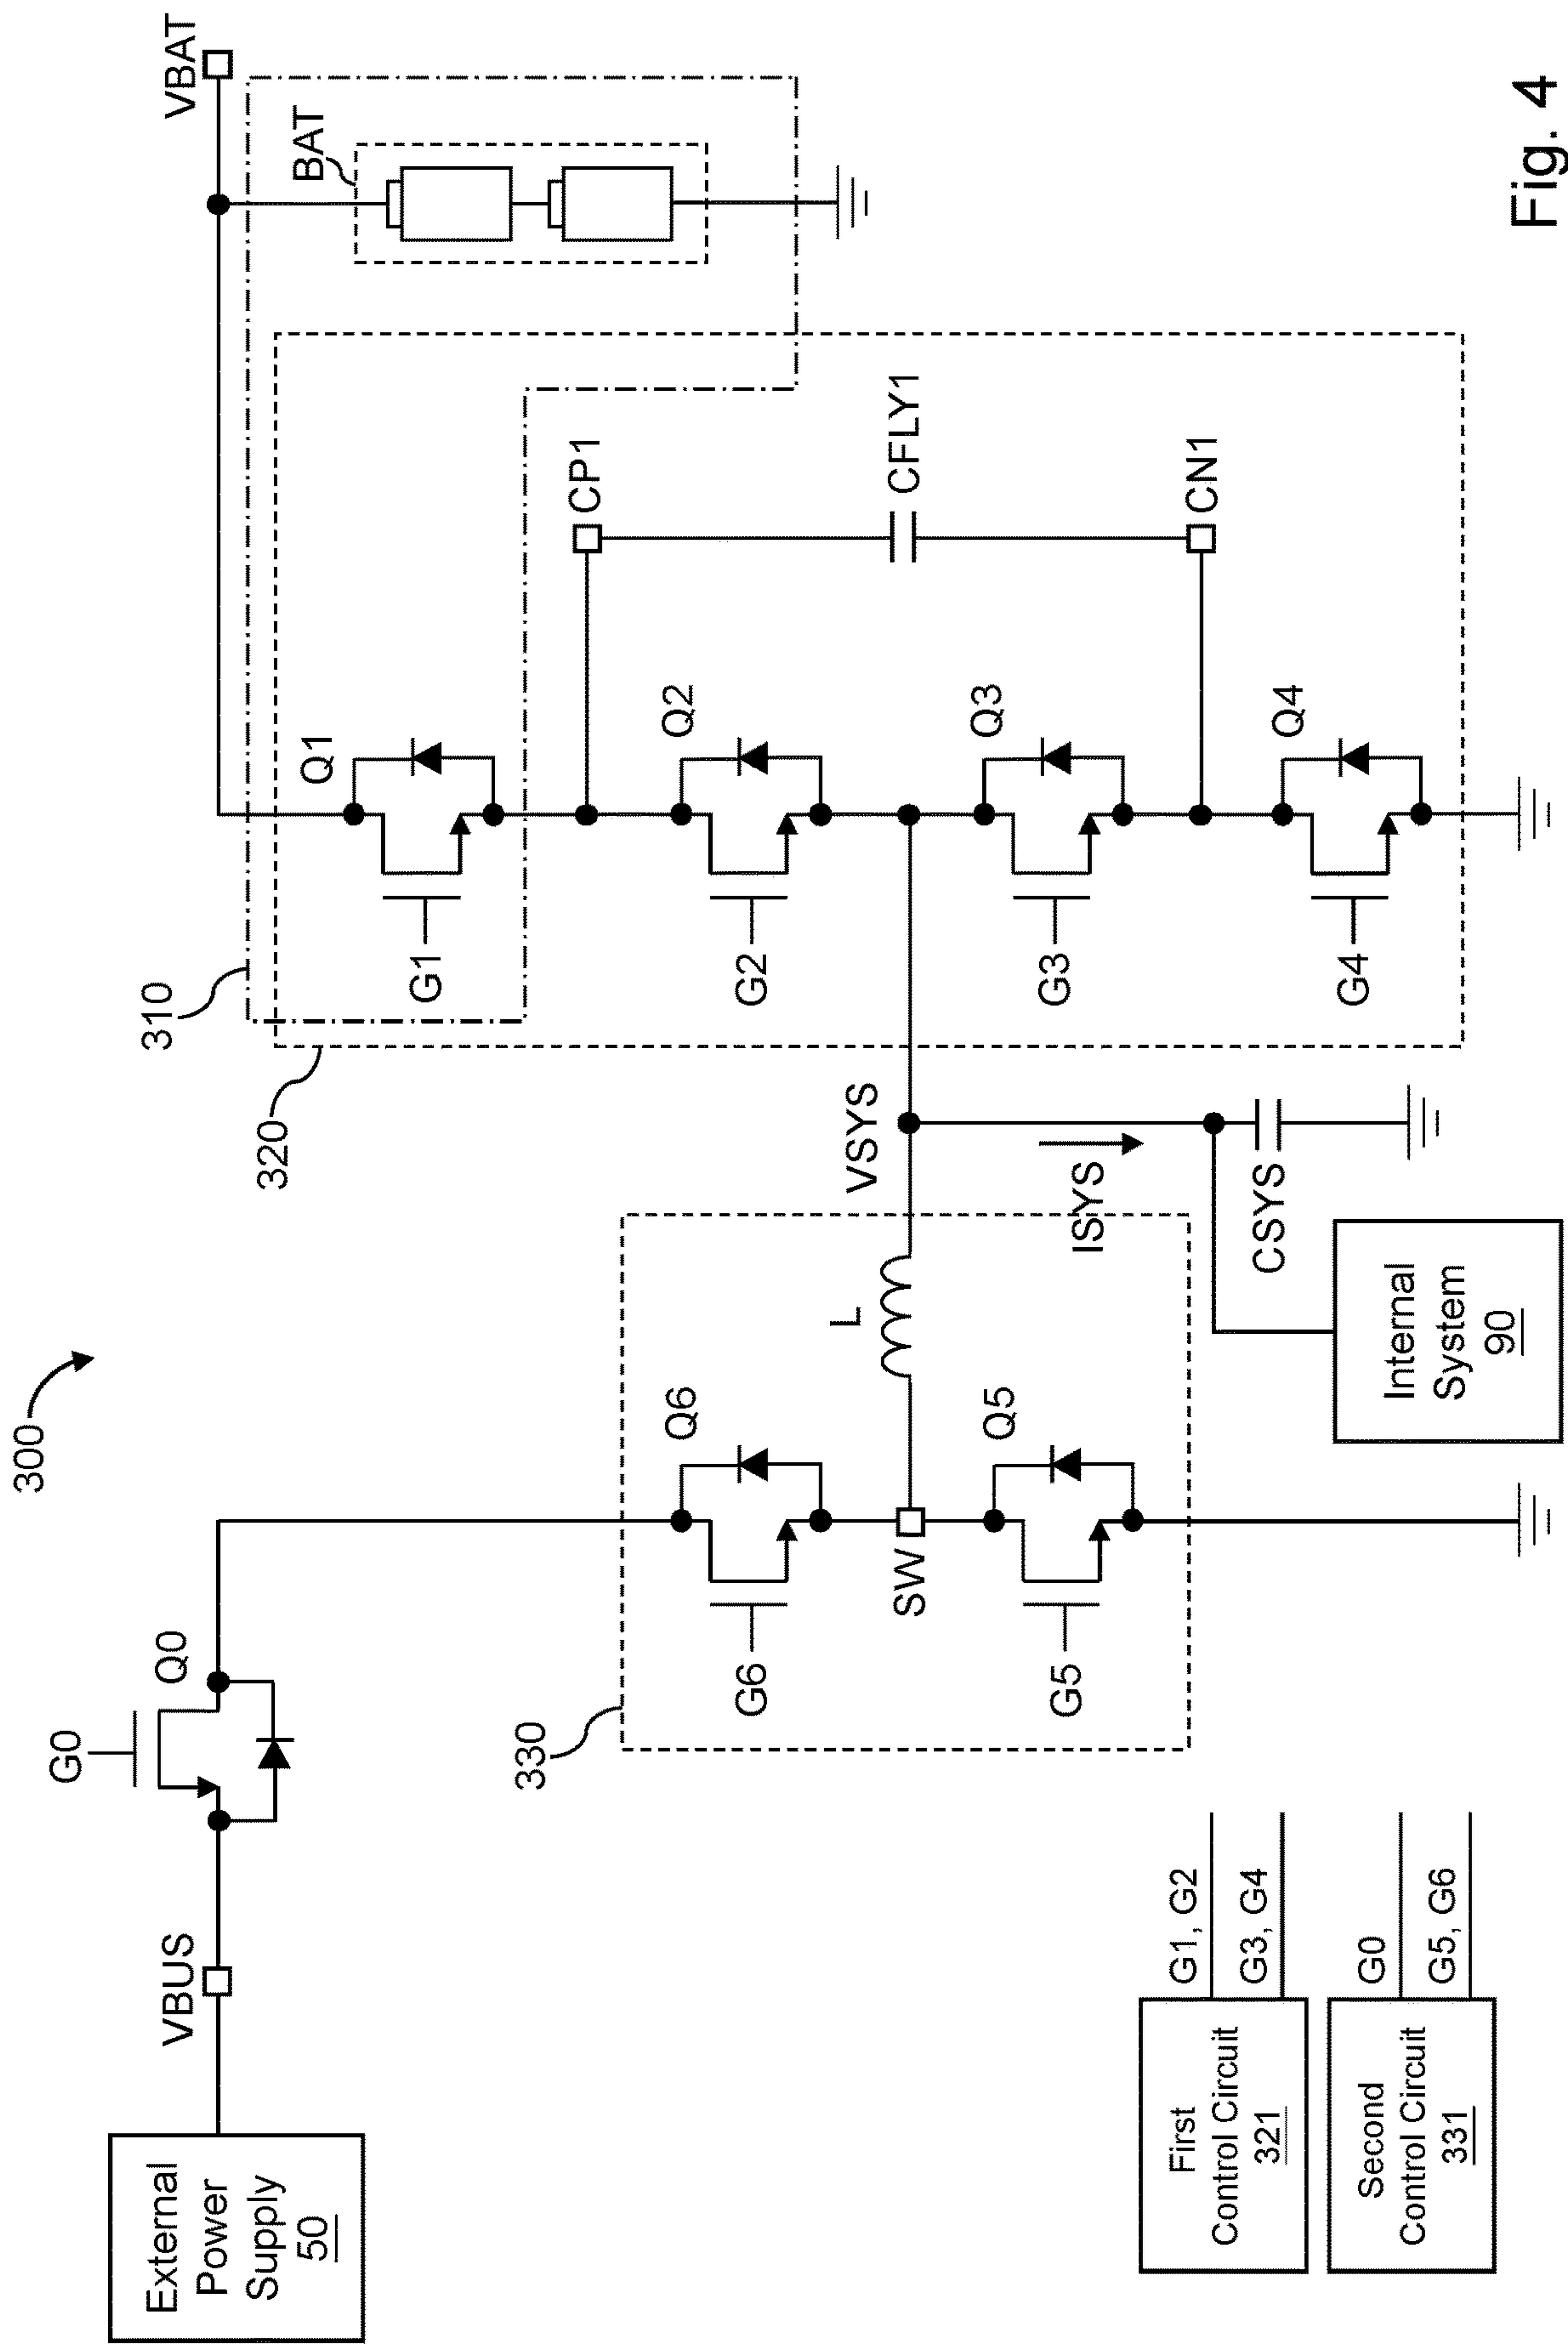 300
External
Power
Supply
50
VBUS
G0
Q0
VBAT
BAT
310
320
330
Q1
G1
CP1
Q2
G2
CFLY1
Q3
G3
CN1
Q4
G4
VSYS
ISYS
CSYS
L
Q6
G6
SW
Q5
G5
Internal
System
90
First
Control Circuit
321
G1, G2
G3, G4
Second
Control Circuit
331
G0
G5, G6
Fig. 4